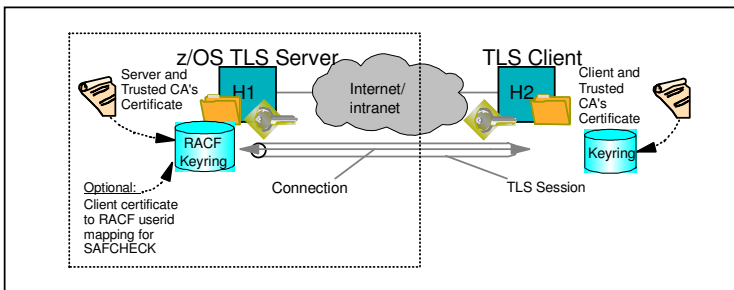 z/OS TLS Server
TLS Client
Server and
Trusted CA's
Certificate
H1
Internet/
intranet
H2
Client and
Trusted
CA's
Certificate
RACF
Keyring
Keyring
Optional:
Client certificate
to RACF userid
mapping for
SAFCHECK
Connection
TLS Session